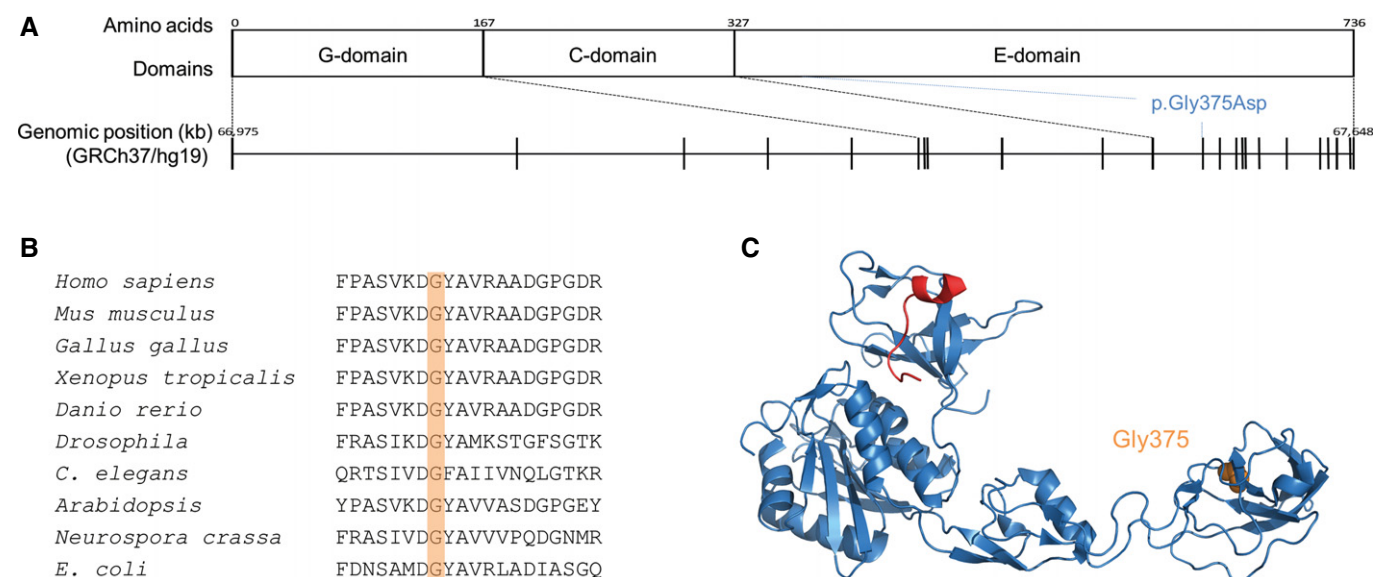 A
Amino acids 0 167 327 736
Domains G-domain C-domain E-domain
p.Gly375Asp
Genomic position (kb) 66,975 67,648
(GRCh37/hg19)
B
Homo sapiens FPASVKDGYAVRAADGPGDR
Mus musculus FPASVKDGYAVRAADGPGDR
Gallus gallus FPASVKDGYAVRAADGPGDR
Xenopus tropicalis FPASVKDGYAVRAADGPGDR
Danio rerio FPASVKDGYAVRAADGPGDR
Drosophila FRASIKDGYAMKSTGFSGTK
C. elegans QRTSIVDGFAIIVNQLGTKR
Arabidopsis YPASVKDGYAVVASDGPGEY
Neurospora crassa FRASIVDGYAVVVPQDGNMR
E. coli FDNSAMDGYAVRLADIASGQ
C
Gly375